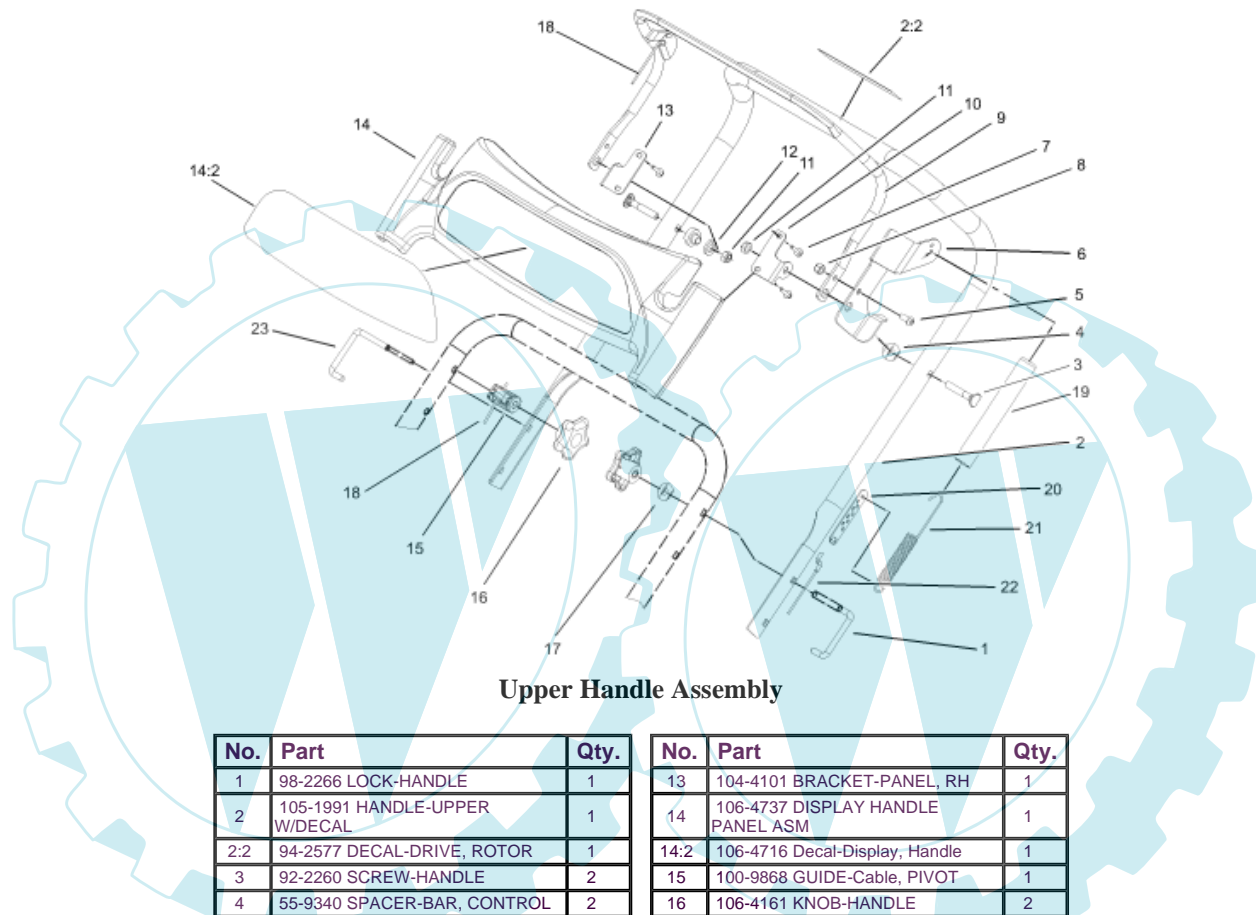 18
2:2
11
10
9
7
8
13
14
12
11
14:2
6
5
4
3
23
19
2
18
20
15
21
16
22
17
1
Upper Handle Assembly
No. Part Qty.
1 98-2266 LOCK-HANDLE 1
2 105-1991 HANDLE-UPPER
W/DECAL 1
2:2 94-2577 DECAL-DRIVE, ROTOR 1
3 92-2260 SCREW-HANDLE 2
4 55-9340 SPACER-BAR, CONTROL 2
No. Part Qty.
13 104-4101 BRACKET-PANEL, RH 1
14 106-4737 DISPLAY HANDLE
PANEL ASM 1
14:2 106-4716 Decal-Display, Handle 1
15 100-9868 GUIDE-Cable, PIVOT 1
16 106-4161 KNOB-HANDLE 2